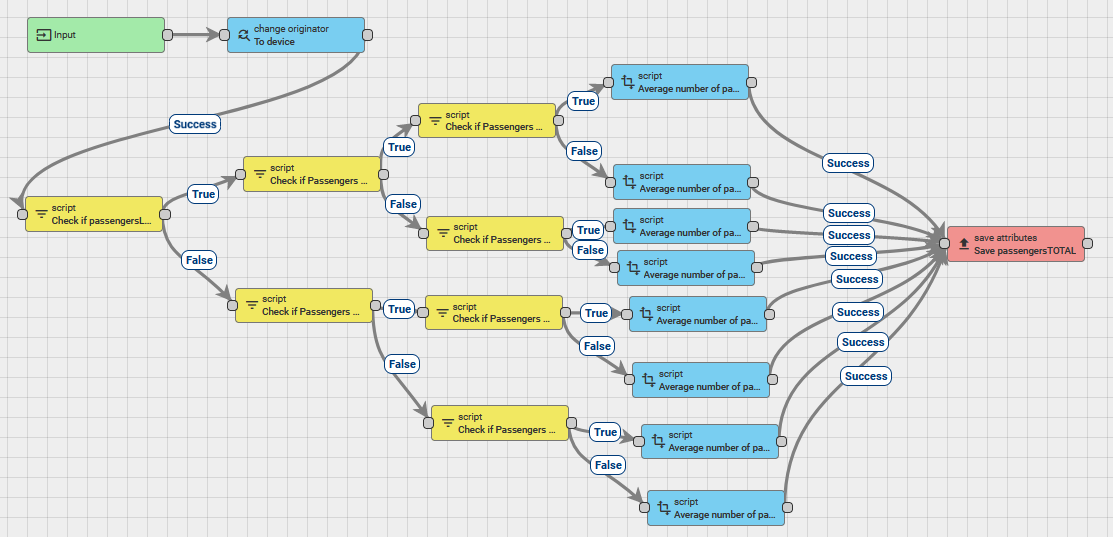 Input
change originator
To device
Success
script
Check if passengersL...
True
False
script
Check if Passengers ...
True
False
script
Check if Passengers ...
True
False
script
Average number of pa...
script
Average number of pa...
script
Check if Passengers ...
True
False
script
Average number of pa...
script
Average number of pa...
script
Check if Passengers ...
True
False
script
Check if Passengers ...
True
False
script
Average number of pa...
script
Average number of pa...
script
Check if Passengers ...
True
False
script
Average number of pa...
script
Average number of pa...
Success
Success
Success
Success
Success
Success
Success
Success
save attributes
Save passengersTOTAL